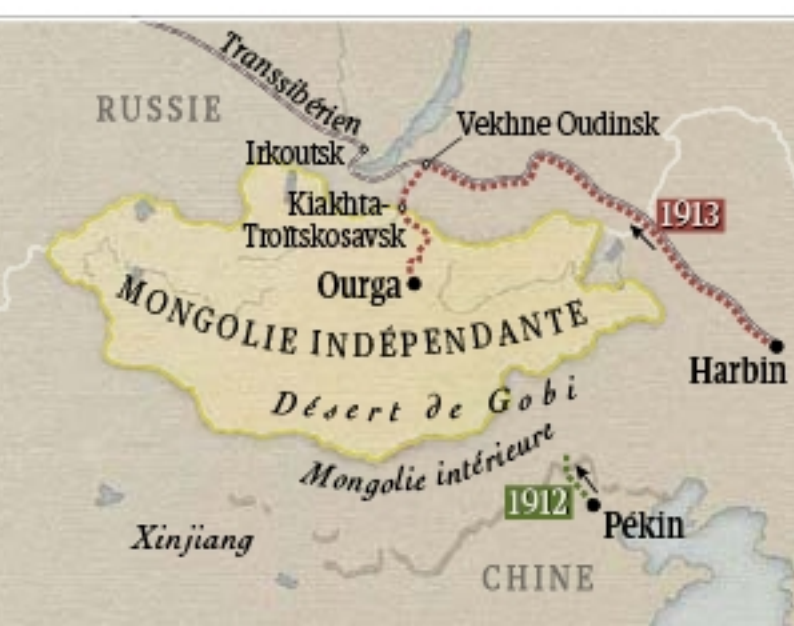 Transsibérien
RUSSIE
Vekhne Oudinsk
Irkoutsk
Kiakhta-
Troïtskosavsk
1913
Ourga
MONGOLIE INDÉPENDANTE
Harbin
Désert de Gobi
Mongolie intérieure
1912
Pékin
Xinjiang
CHINE